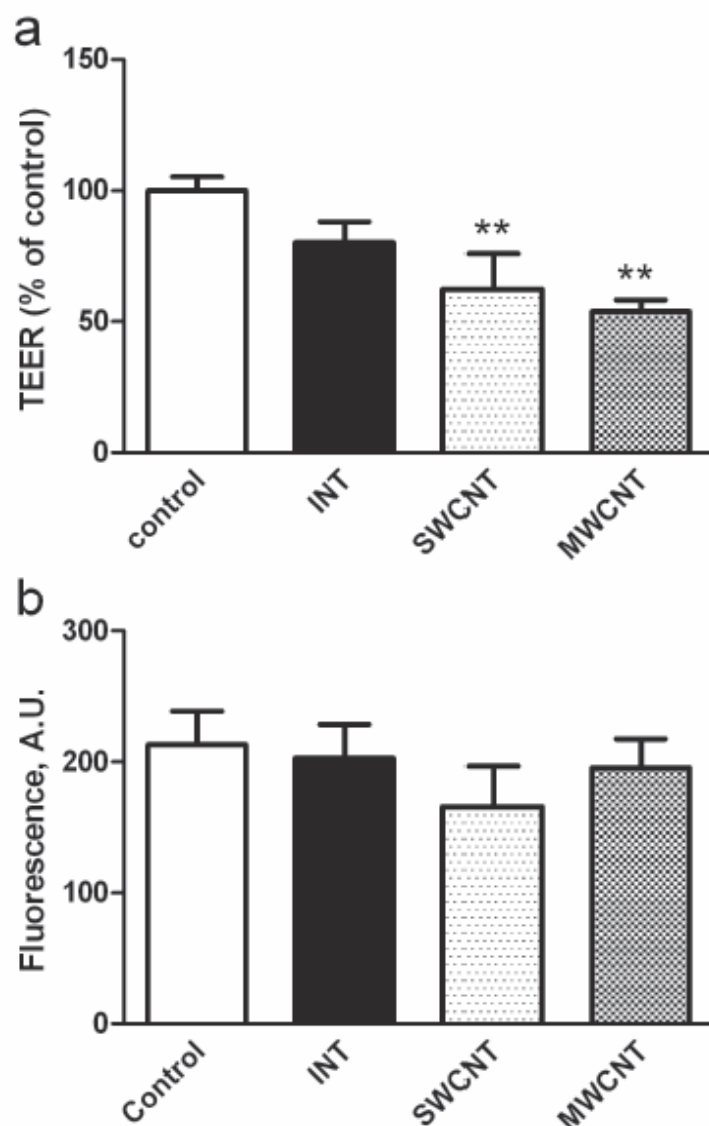 a
TEER (% of control)
150
100
50
0
**
**
control
INT
SWCNT
MWCNT
b
Fluorescence, A.U.
300
200
100
0
Control
INT
SWCNT
MWCNT